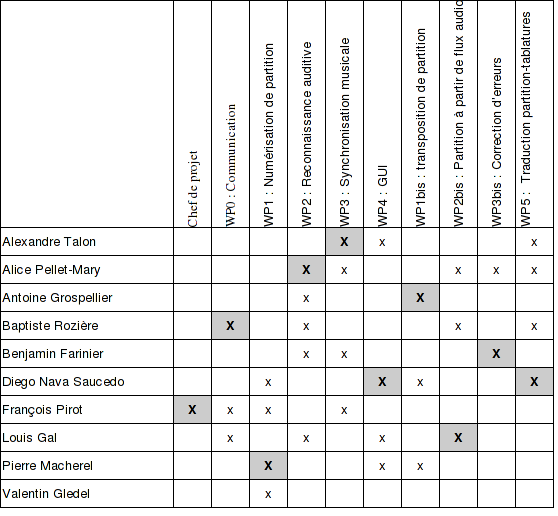 Chef de projet
WP0 : Communication
WP1 : Numérisation de partition
WP2 : Reconnaissance auditive
WP3 : Synchronisation musicale
WP4 : GUI
WP1bis : transposition de partition
WP2bis : Partition à partir de flux audio
WP3bis : Correction d'erreurs
WP5 : Traduction partition-tablatures
Alexandre Talon X x x
Alice Pellet-Mary X x x x x
Antoine Grospellier x X
Baptiste Rozière X x x x
Benjamin Farinier x x X
Diego Nava Saucedo x X x X
François Pirot X x x x
Louis Gal x x x X
Pierre Macherel X x x
Valentin Gledel x